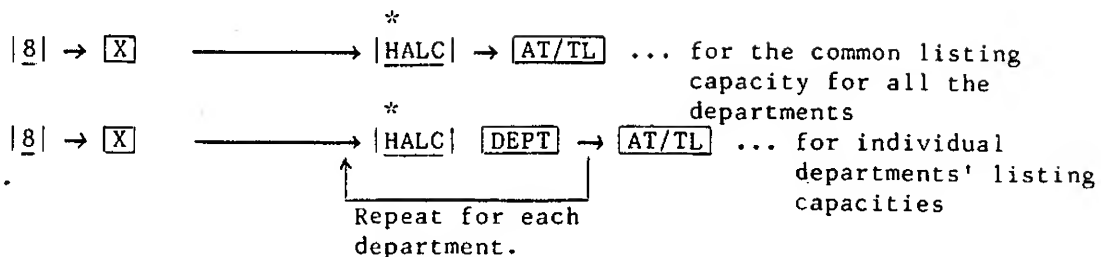 *
|8| → [X] ⟶ |HALC| → [AT/TL] ... for the common listing
capacity for all the
departments
*
|8| → [X] ⟶ |HALC| [DEPT] → [AT/TL] ... for individual
departments' listing
capacities
Repeat for each
department.